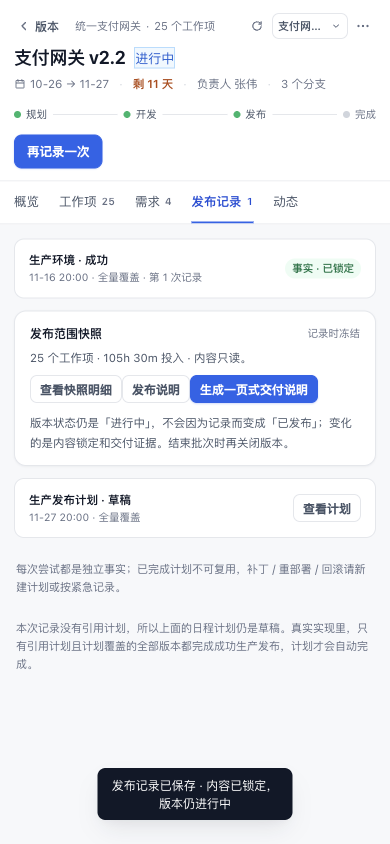 版本 统一支付网关 · 25 个工作项 支付网... ···
支付网关 v2.2 进行中
10-26 → 11-27 · 剩 11 天 · 负责人 张伟 · 3 个分支
规划 开发 发布 完成
再记录一次
概览 工作项 25 需求 4 发布记录 1 动态
生产环境 · 成功
11-16 20:00 · 全量覆盖 · 第 1 次记录
事实 · 已锁定
发布范围快照 记录时冻结
25 个工作项 · 105h 30m 投入 · 内容只读。
查看快照明细 发布说明 生成一页式交付说明
版本状态仍是「进行中」，不会因为记录而变成「已发布」；变化
的是内容锁定和交付证据。结束批次时再关闭版本。
生产发布计划 · 草稿
11-27 20:00 · 全量覆盖
查看计划
每次尝试都是独立事实；已完成计划不可复用，补丁 / 重部署 / 回滚请新
建计划或按紧急记录。
本次记录没有引用计划，所以上面的日程计划仍是草稿。真实实现里，只
有引用计划且计划覆盖的全部版本都完成成功生产发布，计划才会自动完
成。
发布记录已保存 · 内容已锁定，
版本仍进行中